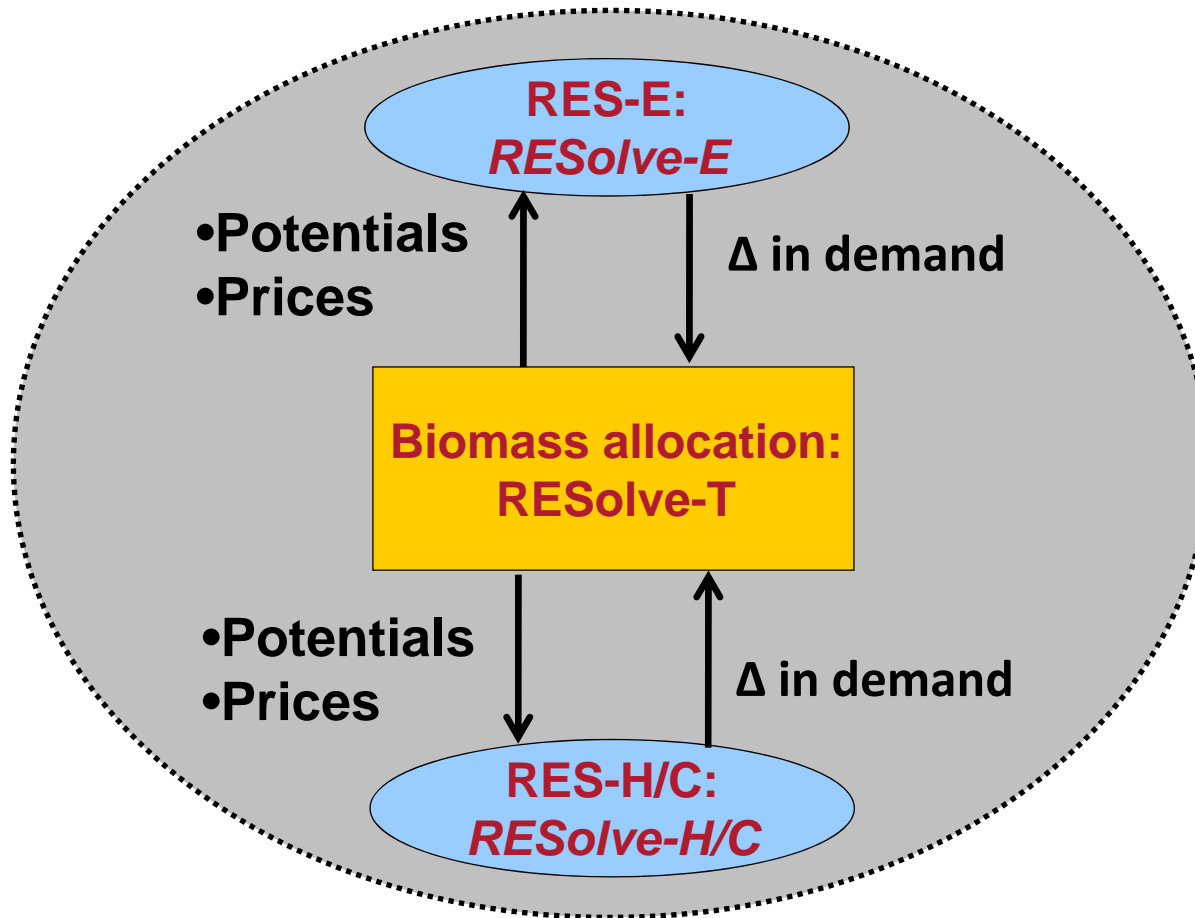 RES-E:
RESolve-E
•Potentials
•Prices
Δ in demand
Biomass allocation:
RESolve-T
•Potentials
•Prices
Δ in demand
RES-H/C:
RESolve-H/C